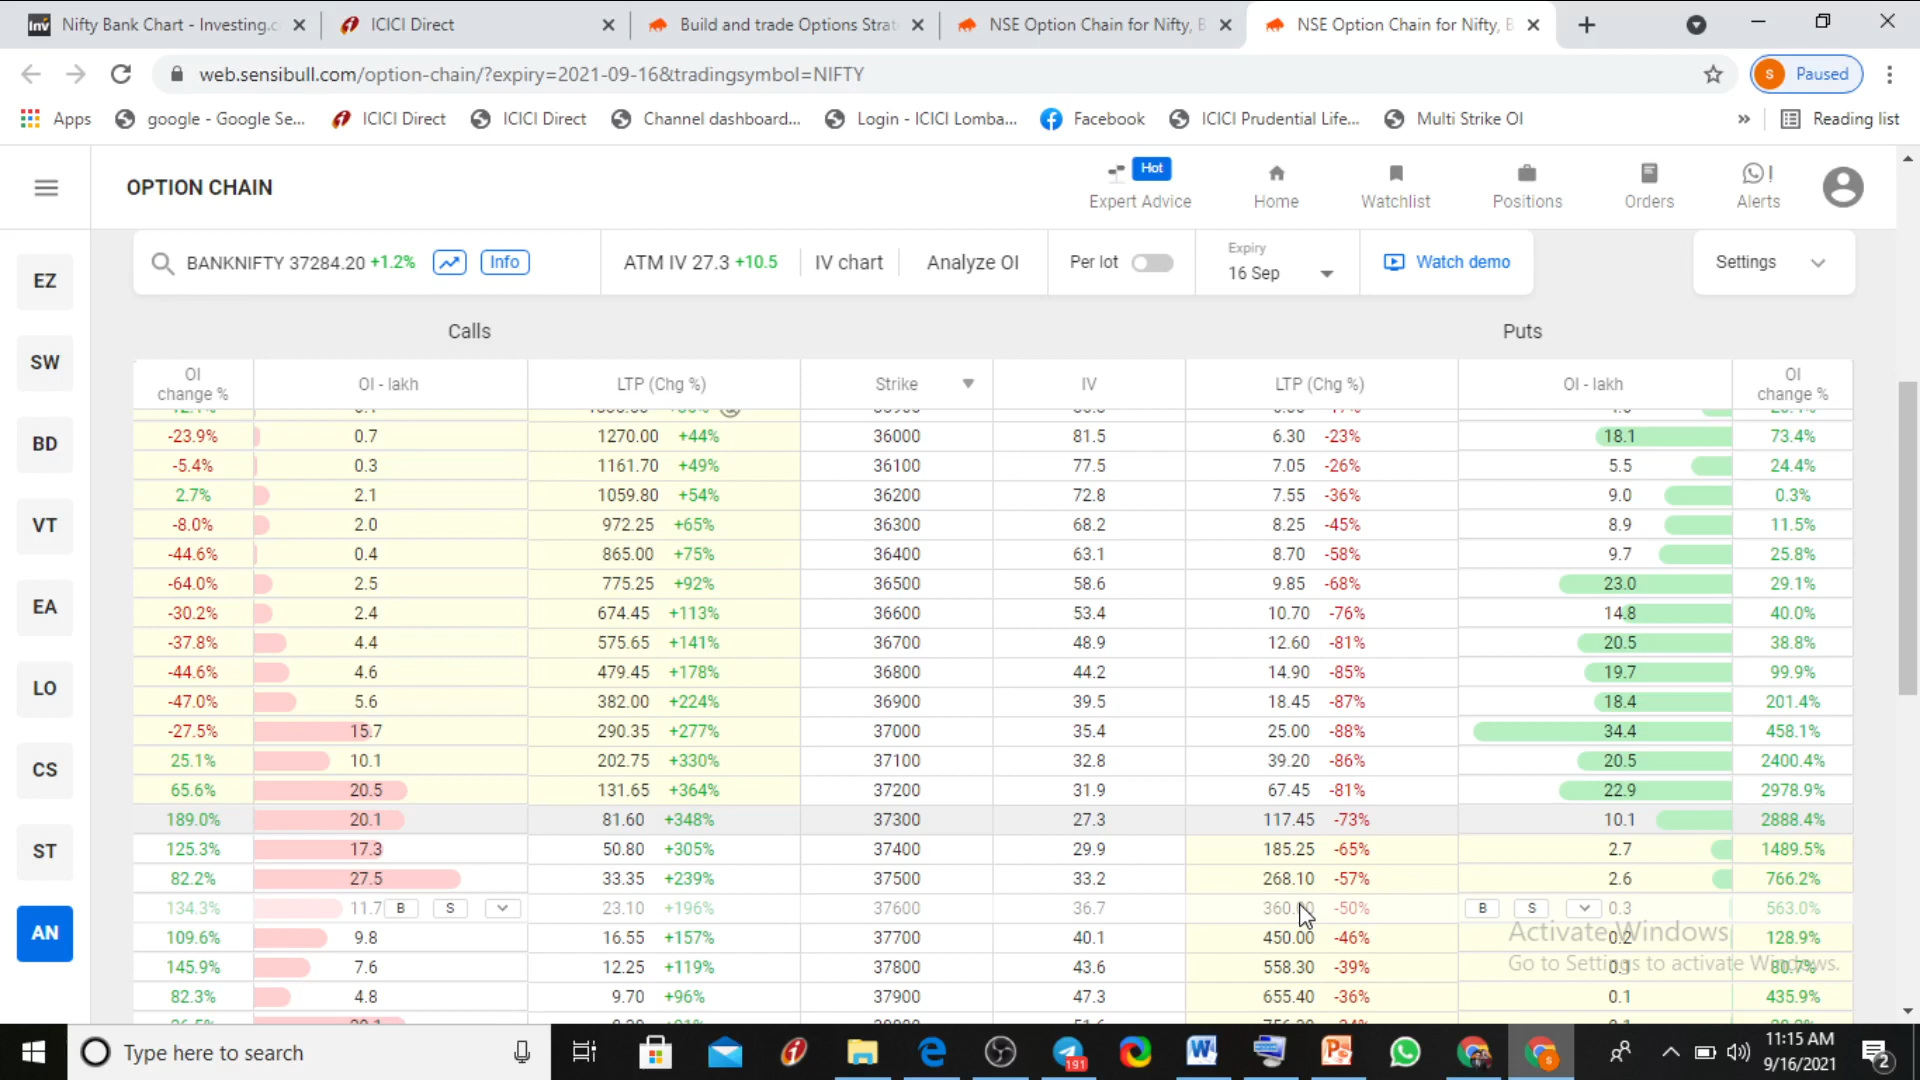 Nifty Bank Chart - Investing.c
ICICI Direct
Build and trade Options Strat
NSE Option Chain for Nifty, B
NSE Option Chain for Nifty, B
web.sensibull.com/option-chain/?expiry=2021-09-16&tradingsymbol=NIFTY
S Paused
Apps
google - Google Se...
ICICI Direct
ICICI Direct
Channel dashboard...
Login - ICICI Lomba...
Facebook
ICICI Prudential Life...
Multi Strike OI
»
Reading list
OPTION CHAIN
Hot
Expert Advice
Home
Watchlist
Positions
Orders
Alerts
BANKNIFTY 37284.20 +1.2% Info
ATM IV 27.3 +10.5
IV chart
Analyze OI
Per lot
Expiry
16 Sep
Watch demo
Settings
EZ
SW
BD
VT
EA
LO
CS
ST
AN
Calls Puts
OI change % OI - lakh LTP (Chg %) Strike IV LTP (Chg %) OI - lakh OI change %
-23.9% 0.7 1270.00 +44% 36000 81.5 6.30 -23% 18.1 73.4%
-5.4% 0.3 1161.70 +49% 36100 77.5 7.05 -26% 5.5 24.4%
2.7% 2.1 1059.80 +54% 36200 72.8 7.55 -36% 9.0 0.3%
-8.0% 2.0 972.25 +65% 36300 68.2 8.25 -45% 8.9 11.5%
-44.6% 0.4 865.00 +75% 36400 63.1 8.70 -58% 9.7 25.8%
-64.0% 2.5 775.25 +92% 36500 58.6 9.85 -68% 23.0 29.1%
-30.2% 2.4 674.45 +113% 36600 53.4 10.70 -76% 14.8 40.0%
-37.8% 4.4 575.65 +141% 36700 48.9 12.60 -81% 20.5 38.8%
-44.6% 4.6 479.45 +178% 36800 44.2 14.90 -85% 19.7 99.9%
-47.0% 5.6 382.00 +224% 36900 39.5 18.45 -87% 18.4 201.4%
-27.5% 15.7 290.35 +277% 37000 35.4 25.00 -88% 34.4 458.1%
25.1% 10.1 202.75 +330% 37100 32.8 39.20 -86% 20.5 2400.4%
65.6% 20.5 131.65 +364% 37200 31.9 67.45 -81% 22.9 2978.9%
189.0% 20.1 81.60 +348% 37300 27.3 117.45 -73% 10.1 2888.4%
125.3% 17.3 50.80 +305% 37400 29.9 185.25 -65% 2.7 1489.5%
82.2% 27.5 33.35 +239% 37500 33.2 268.10 -57% 2.6 766.2%
134.3% 11.7 B S 23.10 +196% 37600 36.7 -50% B S 0.3 563.0%
109.6% 9.8 16.55 +157% 37700 40.1 450.00 -46% 0.2 128.9%
145.9% 7.6 12.25 +119% 37800 43.6 558.30 -39% 0.1 80.7%
82.3% 4.8 9.70 +96% 37900 47.3 655.40 -36% 0.1 435.9%
Activate Windows
Go to Settings to activate Windows.
Type here to search
191
11:15 AM
9/16/2021
2